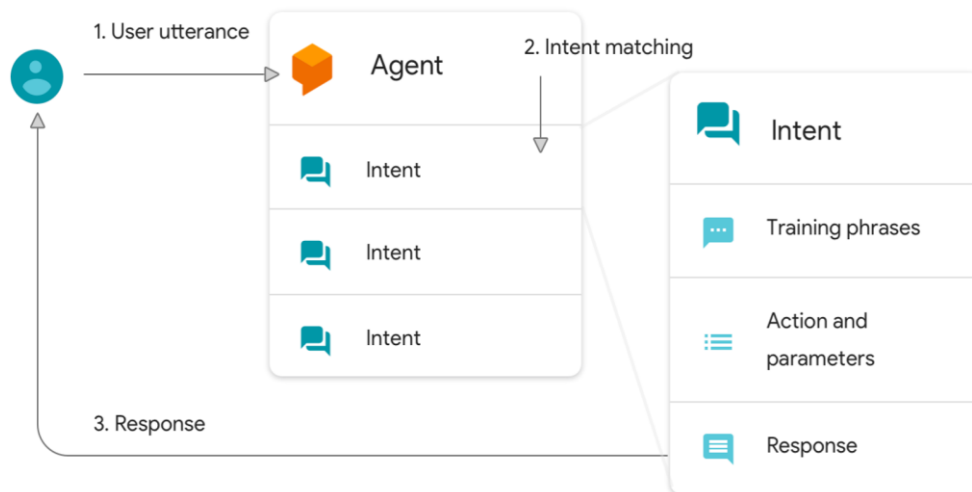 1. User utterance
Agent
2. Intent matching
Intent
Intent
Intent
Intent
Training phrases
Action and
parameters
Response
3. Response